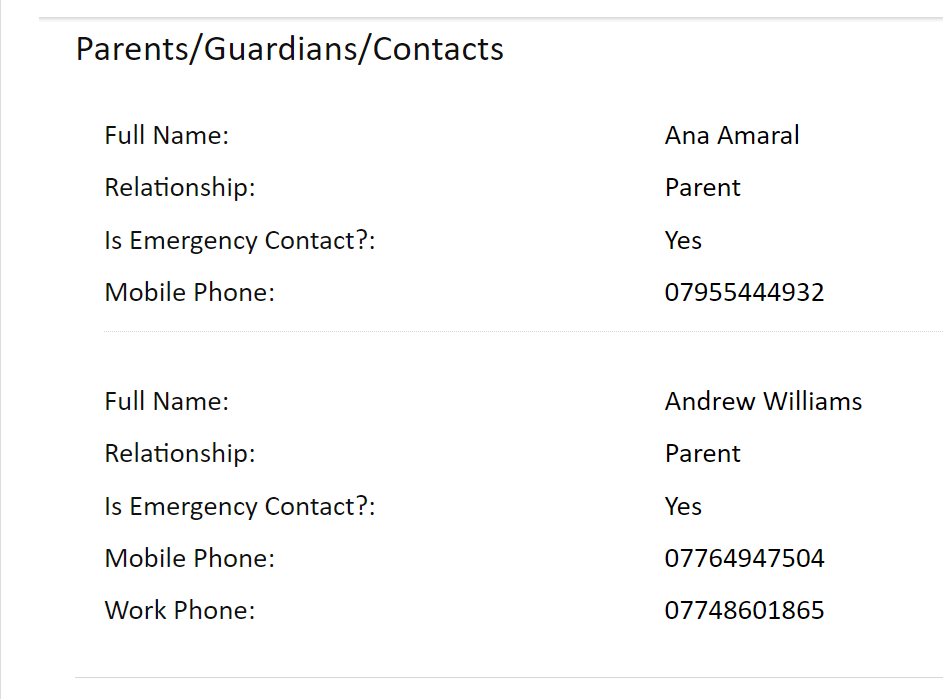 Parents/Guardians/Contacts
Full Name: Ana Amaral
Relationship: Parent
Is Emergency Contact?: Yes
Mobile Phone: 07955444932
Full Name: Andrew Williams
Relationship: Parent
Is Emergency Contact?: Yes
Mobile Phone: 07764947504
Work Phone: 07748601865